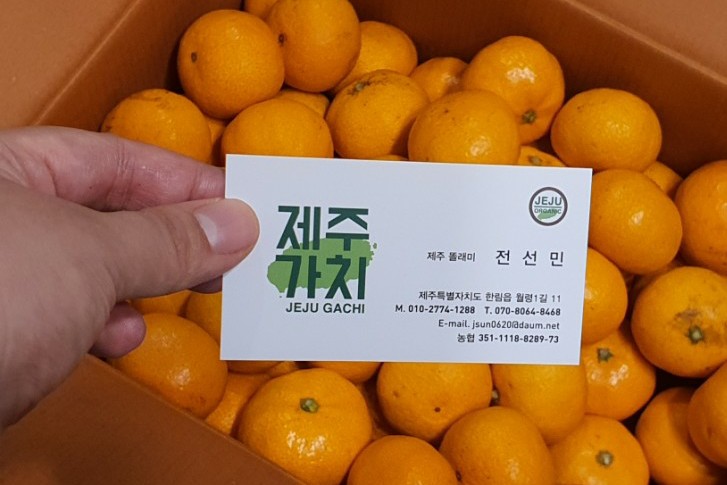 제주
가치
JEJU GACHI
JEJU
ORGANIC
제주 똘래미 전선민
제주특별자치도 한림읍 월령1길 11
M. 010-2774-1288 T. 070-8064-8468
E-mail. jsun0620@daum.net
농협 351-1118-8289-73